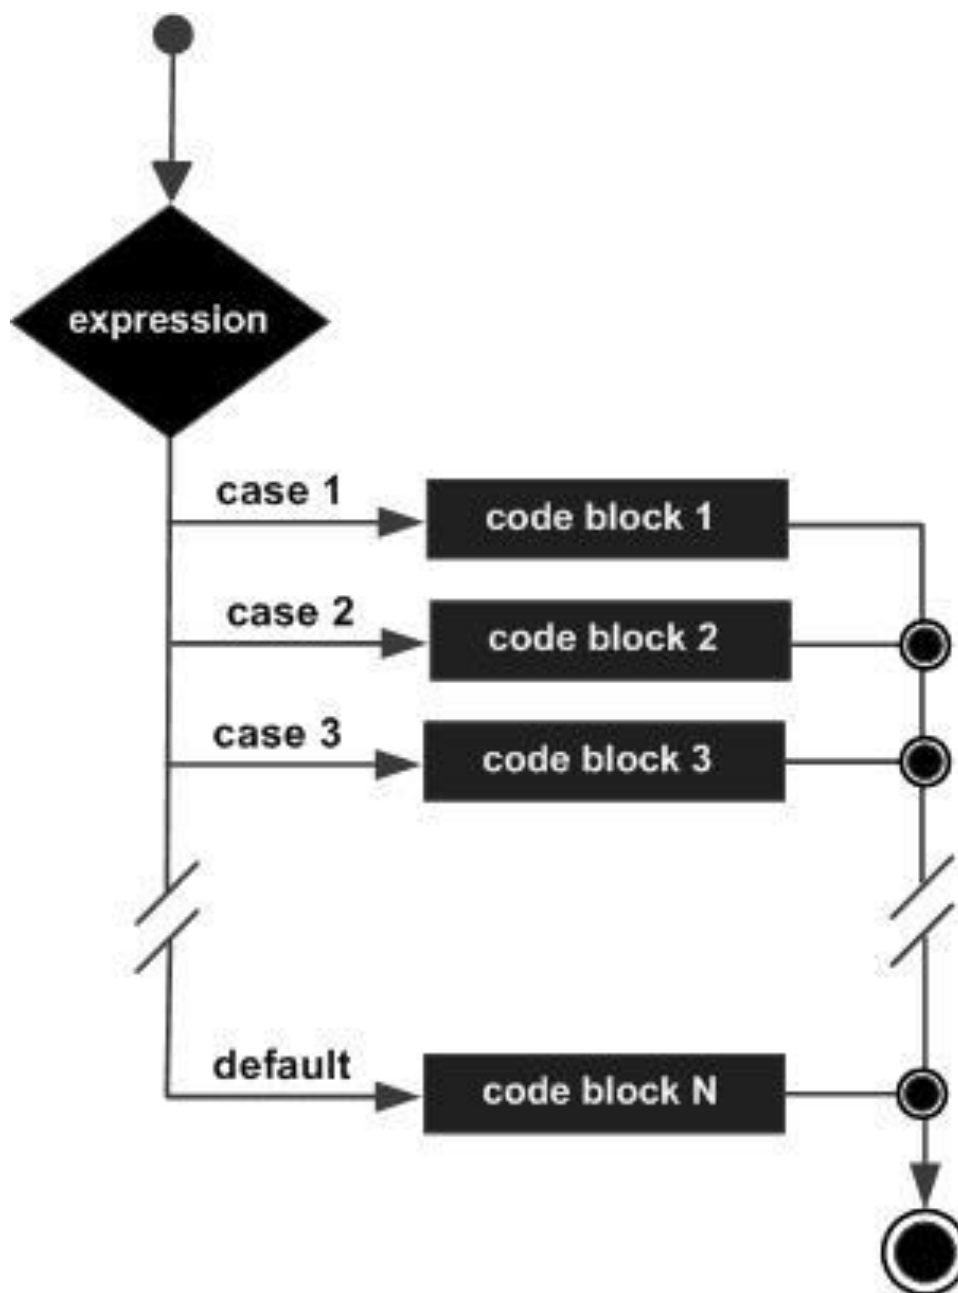 expression
case 1
code block 1
case 2
code block 2
case 3
code block 3
default
code block N